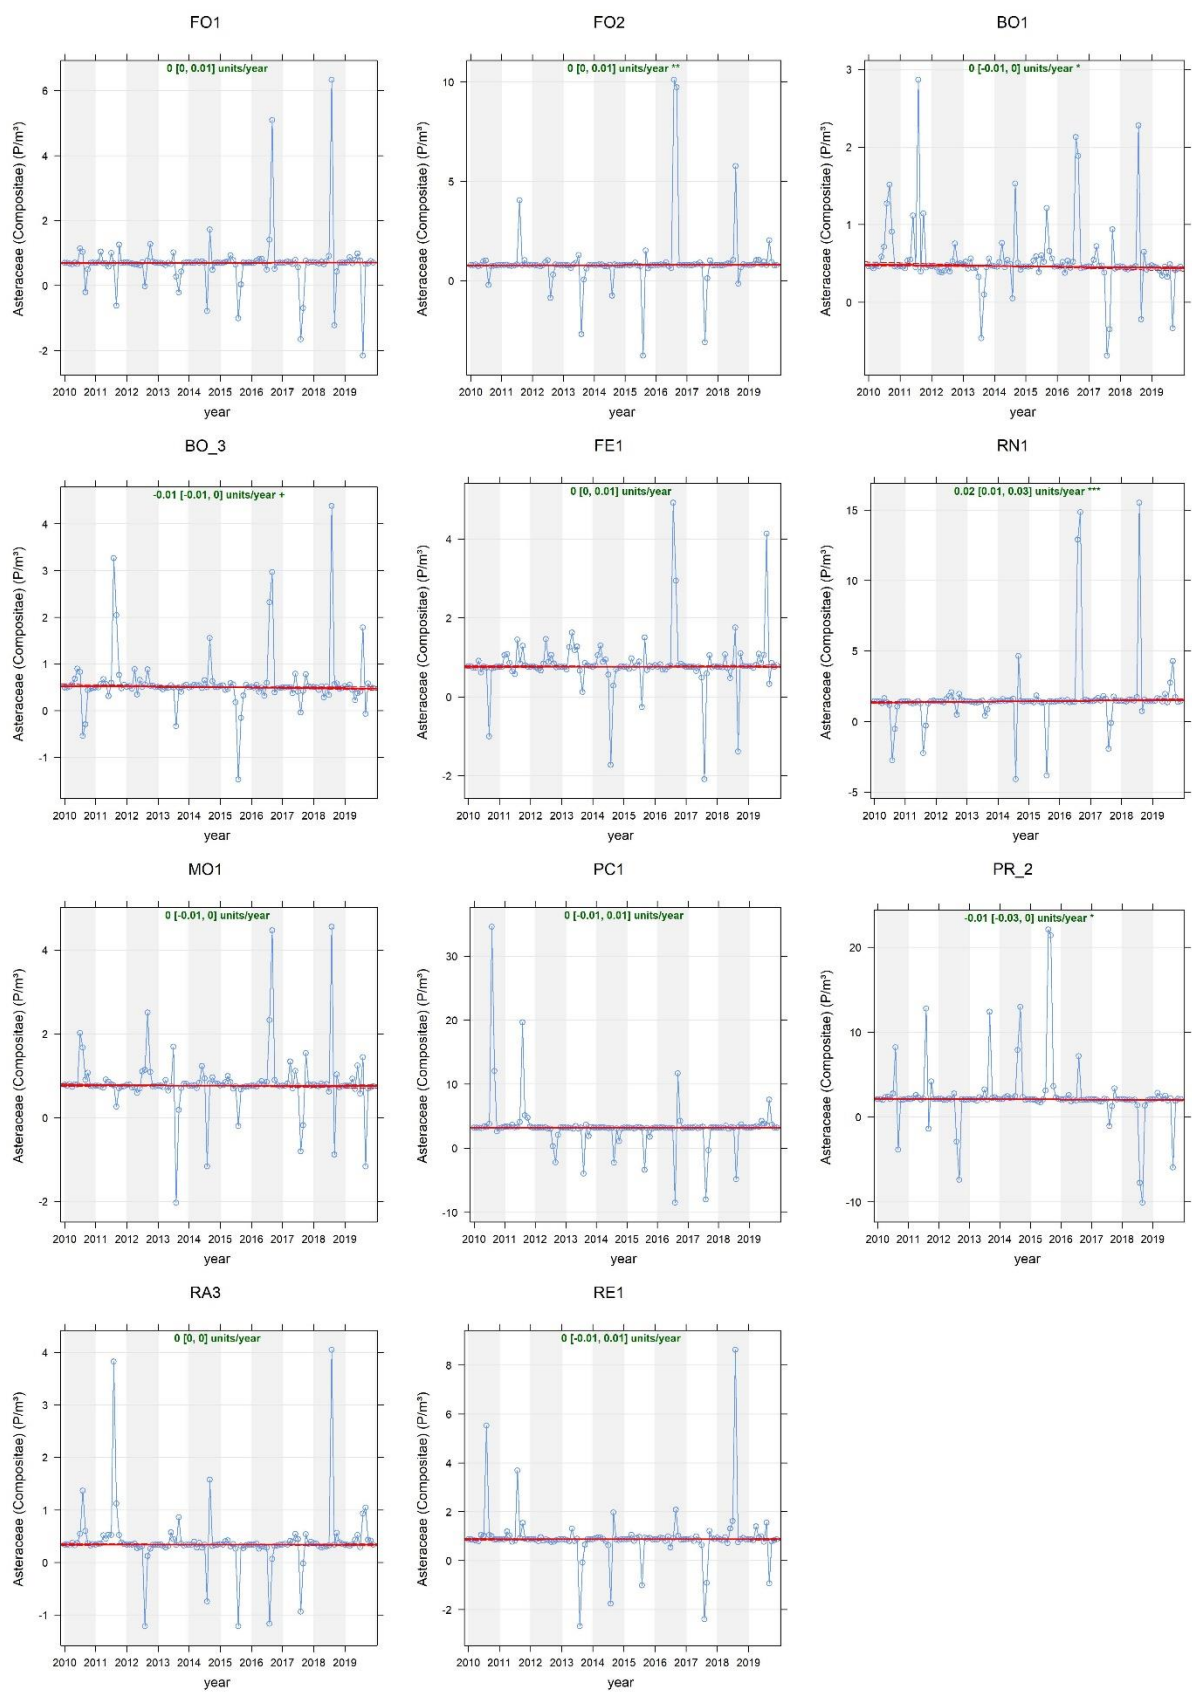 FO1
0 [0, 0.01] units/year
Asteraceae (Compositae) (P/m³)
6
4
2
0
-2
2010 2011 2012 2013 2014 2015 2016 2017 2018 2019
year
FO2
0 [0, 0.01] units/year **
Asteraceae (Compositae) (P/m³)
10
5
0
2010 2011 2012 2013 2014 2015 2016 2017 2018 2019
year
BO1
0 [-0.01, 0] units/year *
Asteraceae (Compositae) (P/m³)
3
2
1
0
2010 2011 2012 2013 2014 2015 2016 2017 2018 2019
year
BO_3
-0.01 [-0.01, 0] units/year +
Asteraceae (Compositae) (P/m³)
4
3
2
1
0
-1
2010 2011 2012 2013 2014 2015 2016 2017 2018 2019
year
FE1
0 [0, 0.01] units/year
Asteraceae (Compositae) (P/m³)
4
2
0
-2
2010 2011 2012 2013 2014 2015 2016 2017 2018 2019
year
RN1
0.02 [0.01, 0.03] units/year ***
Asteraceae (Compositae) (P/m³)
15
10
5
0
-5
2010 2011 2012 2013 2014 2015 2016 2017 2018 2019
year
MO1
0 [-0.01, 0] units/year
Asteraceae (Compositae) (P/m³)
4
2
0
-2
2010 2011 2012 2013 2014 2015 2016 2017 2018 2019
year
PC1
0 [-0.01, 0.01] units/year
Asteraceae (Compositae) (P/m³)
30
20
10
0
-10
2010 2011 2012 2013 2014 2015 2016 2017 2018 2019
year
PR_2
-0.01 [-0.03, 0] units/year *
Asteraceae (Compositae) (P/m³)
20
10
0
-10
2010 2011 2012 2013 2014 2015 2016 2017 2018 2019
year
RA3
0 [0, 0] units/year
Asteraceae (Compositae) (P/m³)
4
3
2
1
0
-1
2010 2011 2012 2013 2014 2015 2016 2017 2018 2019
year
RE1
0 [-0.01, 0.01] units/year
Asteraceae (Compositae) (P/m³)
8
6
4
2
0
-2
2010 2011 2012 2013 2014 2015 2016 2017 2018 2019
year